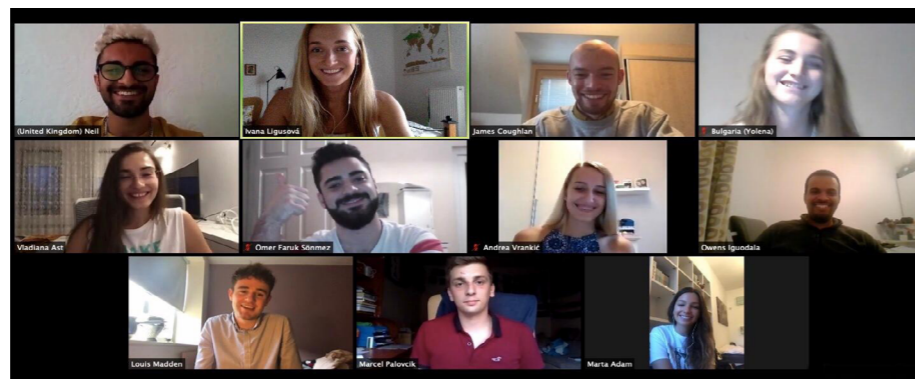 (United Kingdom) Neil
Ivana Ligusová
James Coughlan
Bulgaria (Yolena)
Vladiana Ast
Ömer Faruk Sönmez
Andrea Vrankić
Owens Iguodala
Louis Madden
Marcel Palovcik
Marta Adam